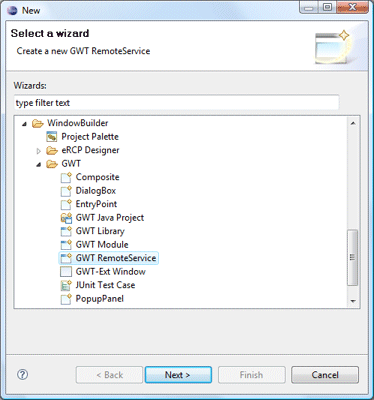 New
Select a wizard
Create a new GWT RemoteService
Wizards:
type filter text
WindowBuilder
Project Palette
eRCP Designer
GWT
Composite
DialogBox
EntryPoint
GWT Java Project
GWT Library
GWT Module
GWT RemoteService
GWT-Ext Window
JUnit Test Case
PopupPanel
? < Back Next > Finish Cancel